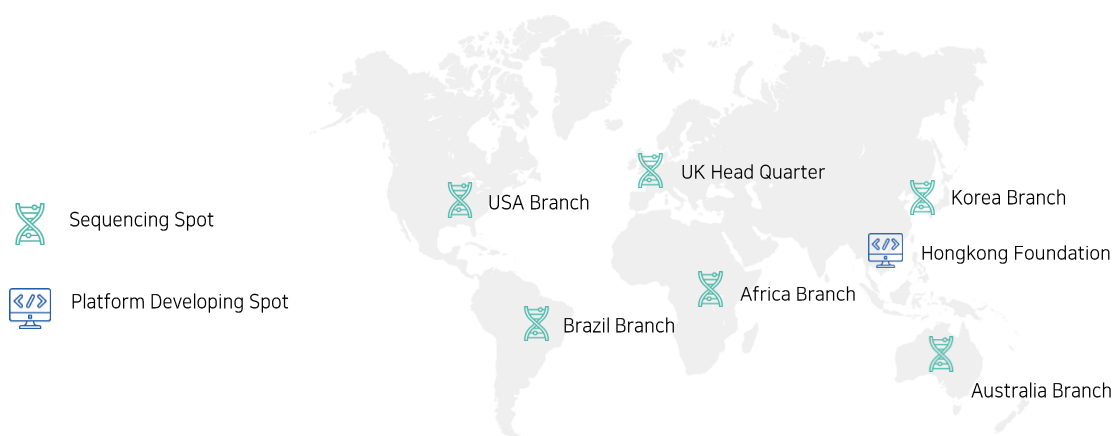 Sequencing Spot
Platform Developing Spot
UK Head Quarter
USA Branch
Korea Branch
Hongkong Foundation
Africa Branch
Brazil Branch
Australia Branch